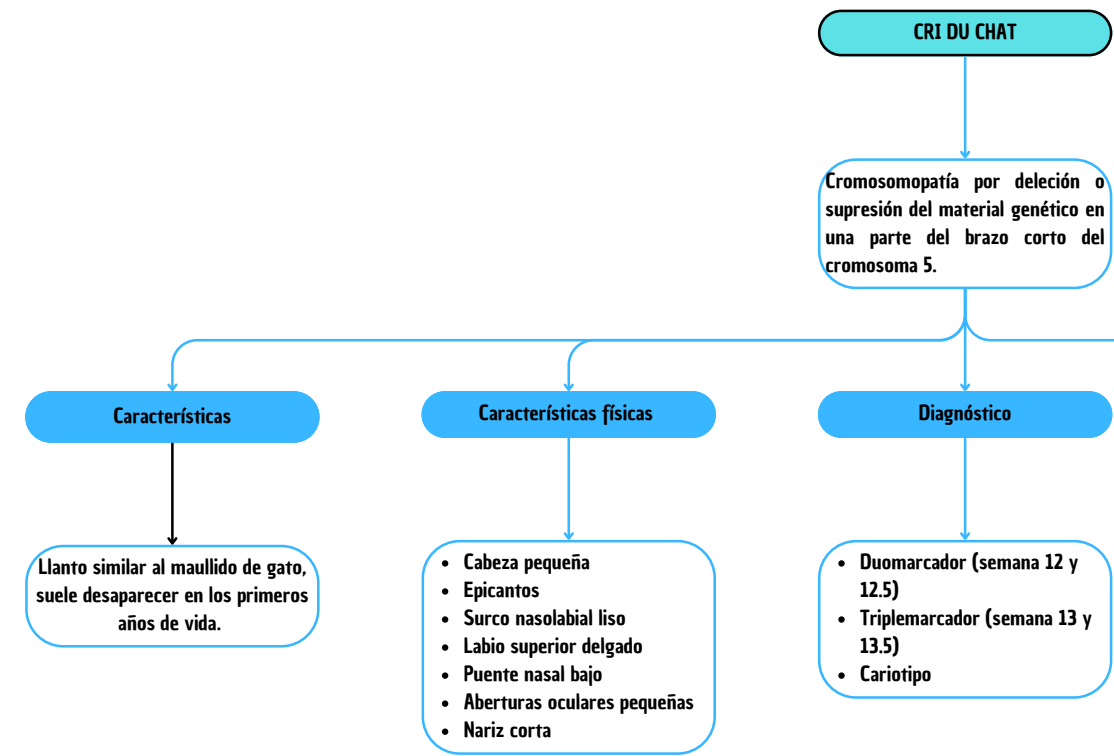 CRI DU CHAT
Cromosomopatía por deleción o
supresión del material genético en
una parte del brazo corto del
cromosoma 5.
Características
Características físicas
Diagnóstico
Llanto similar al maullido de gato,
suele desaparecer en los primeros
años de vida.
• Cabeza pequeña
• Epicantos
• Surco nasolabial liso
• Labio superior delgado
• Puente nasal bajo
• Aberturas oculares pequeñas
• Nariz corta
• Duomarcador (semana 12 y
12.5)
• Triplemarcador (semana 13 y
13.5)
• Cariotipo